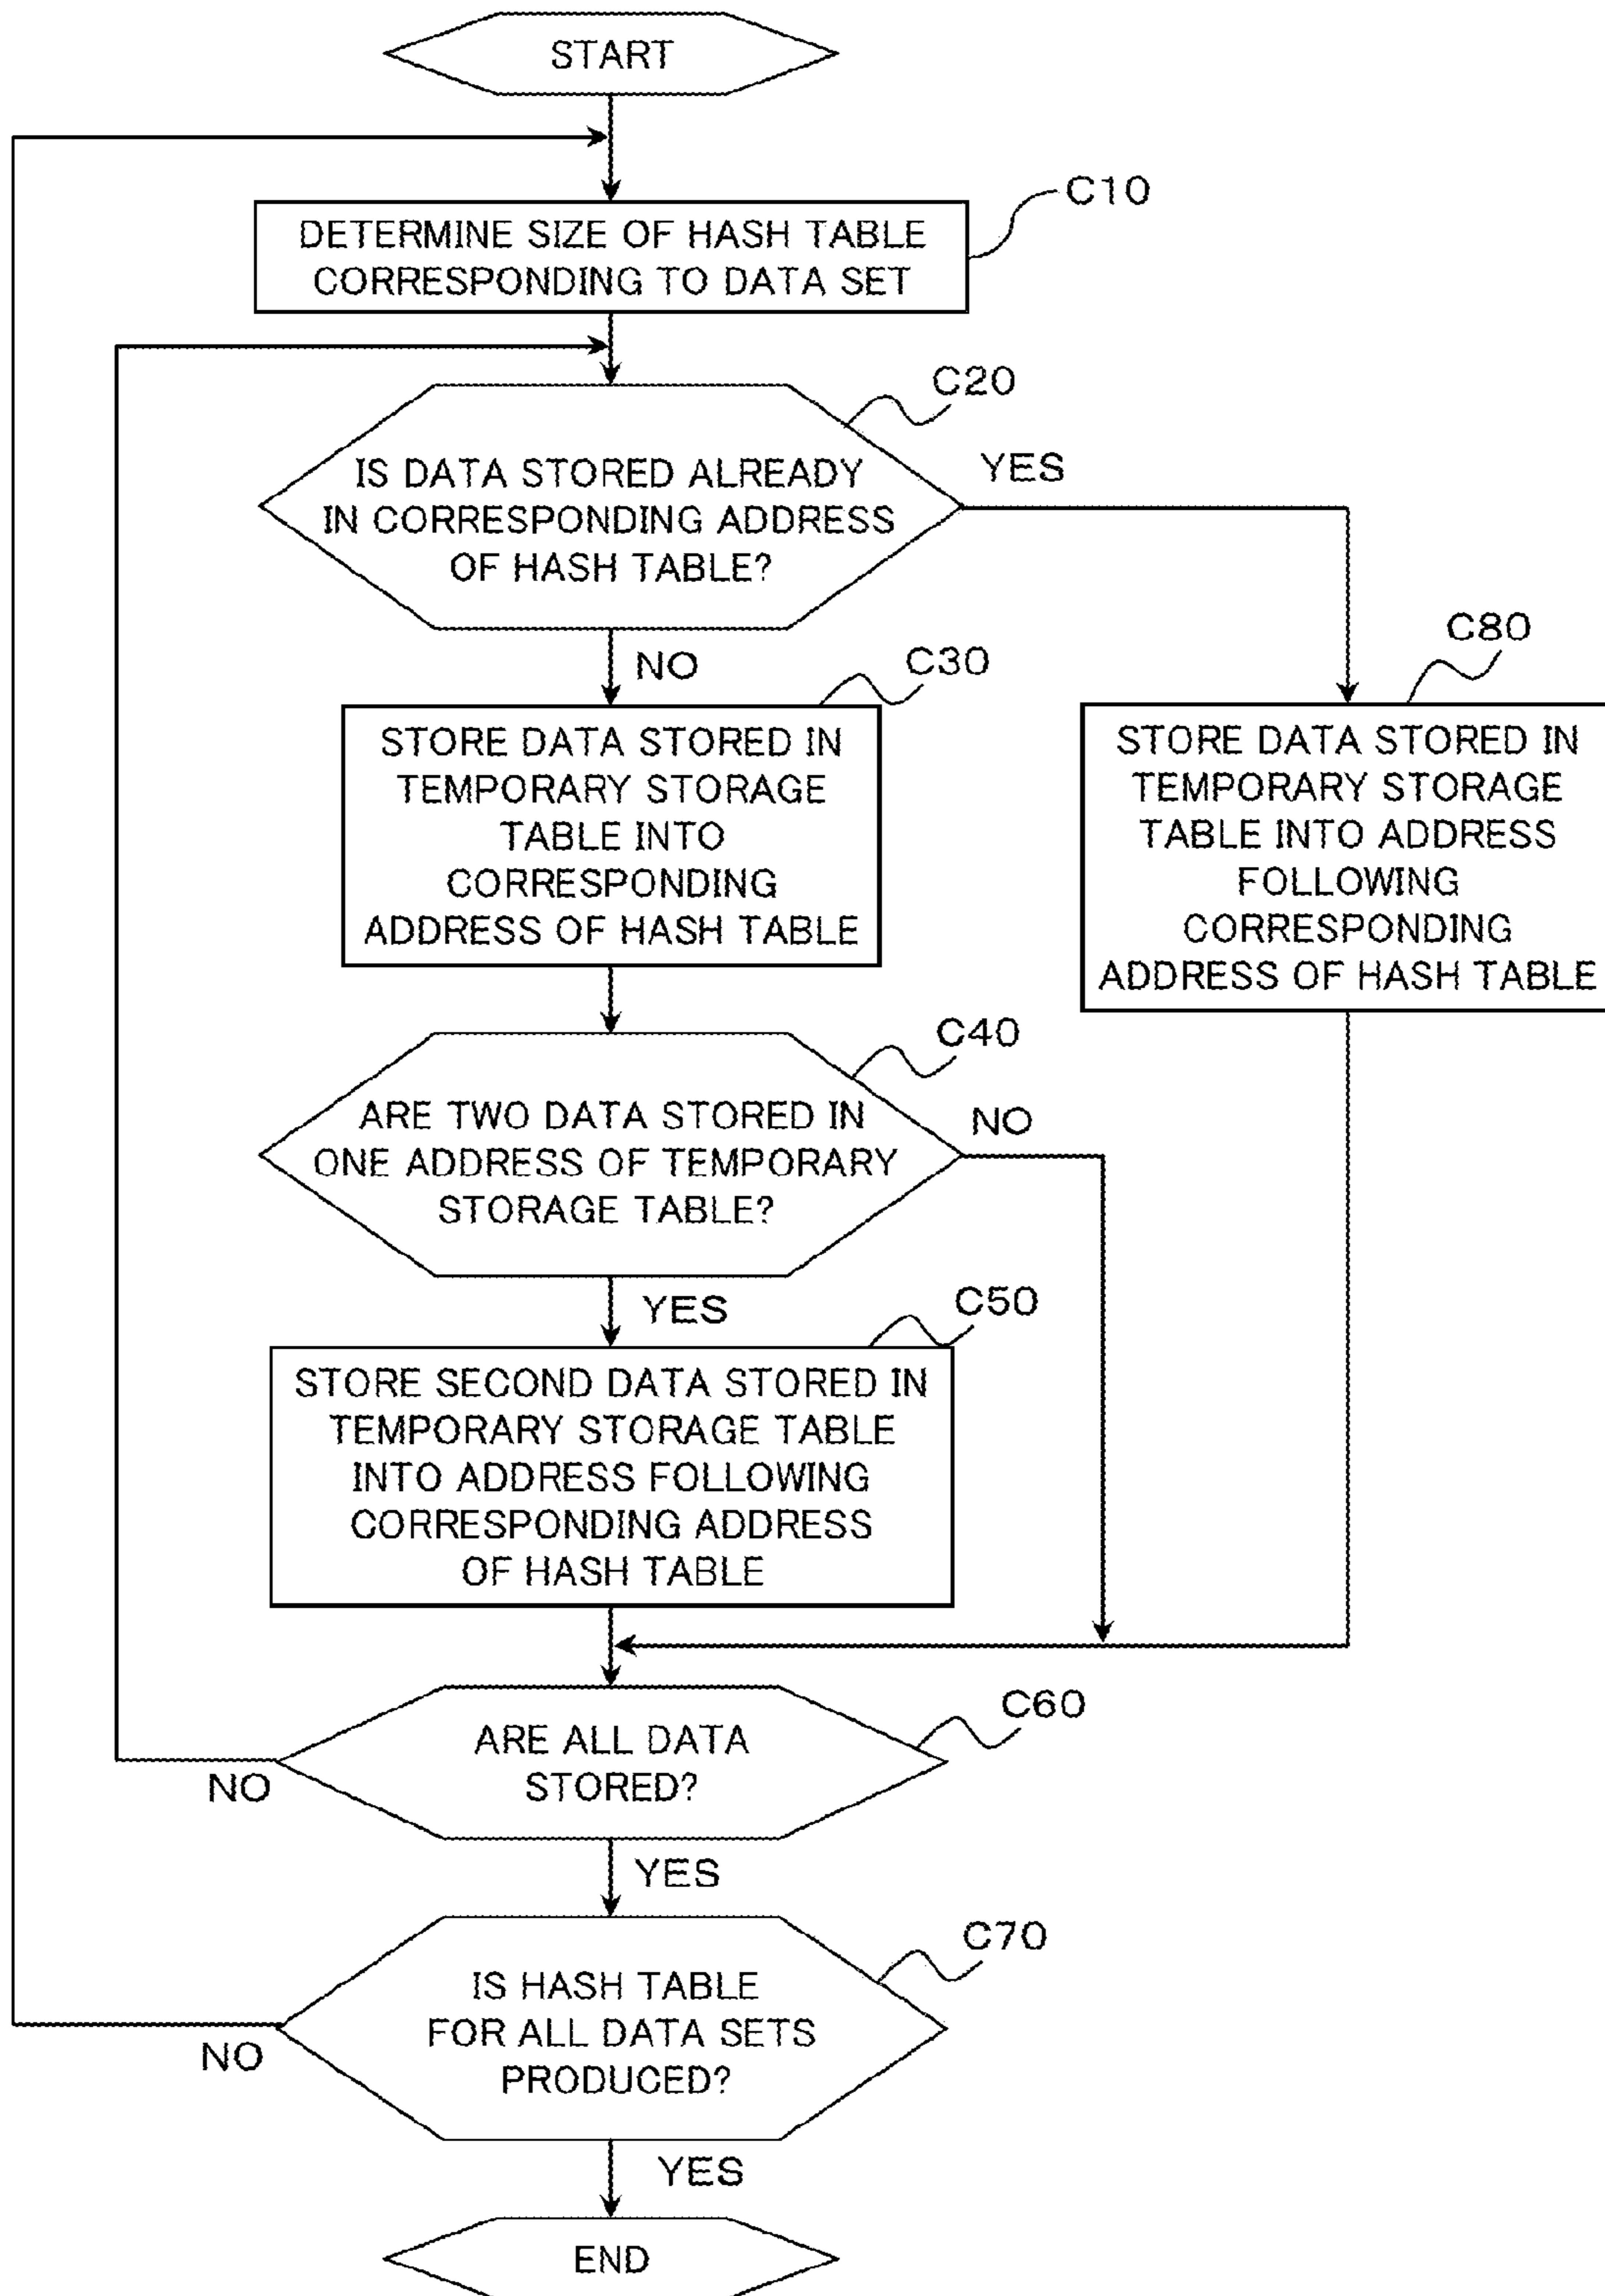 START
C10
DETERMINE SIZE OF HASH TABLE
CORRESPONDING TO DATA SET
C20
IS DATA STORED ALREADY
IN CORRESPONDING ADDRESS
OF HASH TABLE?
YES
NO
C30
STORE DATA STORED IN
TEMPORARY STORAGE
TABLE INTO
CORRESPONDING
ADDRESS OF HASH TABLE
C80
STORE DATA STORED IN
TEMPORARY STORAGE
TABLE INTO ADDRESS
FOLLOWING
CORRESPONDING
ADDRESS OF HASH TABLE
C40
ARE TWO DATA STORED IN
ONE ADDRESS OF TEMPORARY
STORAGE TABLE?
NO
YES
C50
STORE SECOND DATA STORED IN
TEMPORARY STORAGE TABLE
INTO ADDRESS FOLLOWING
CORRESPONDING ADDRESS
OF HASH TABLE
C60
ARE ALL DATA
STORED?
NO
YES
C70
IS HASH TABLE
FOR ALL DATA SETS
PRODUCED?
NO
YES
END